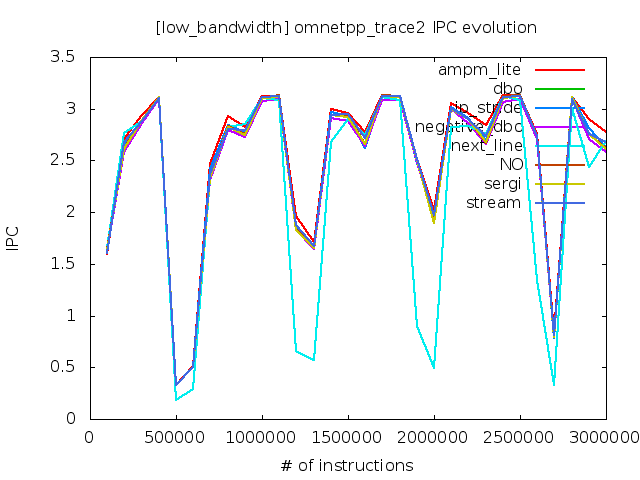 [low_bandwidth] omnetpp_trace2 IPC evolution
3.5
3
2.5
2
1.5
1
0.5
0
IPC
ampm_lite
dbo
ip_stride
negative_dbo
next_line
NO
sergi
stream
0 500000 1000000 1500000 2000000 2500000 3000000
# of instructions